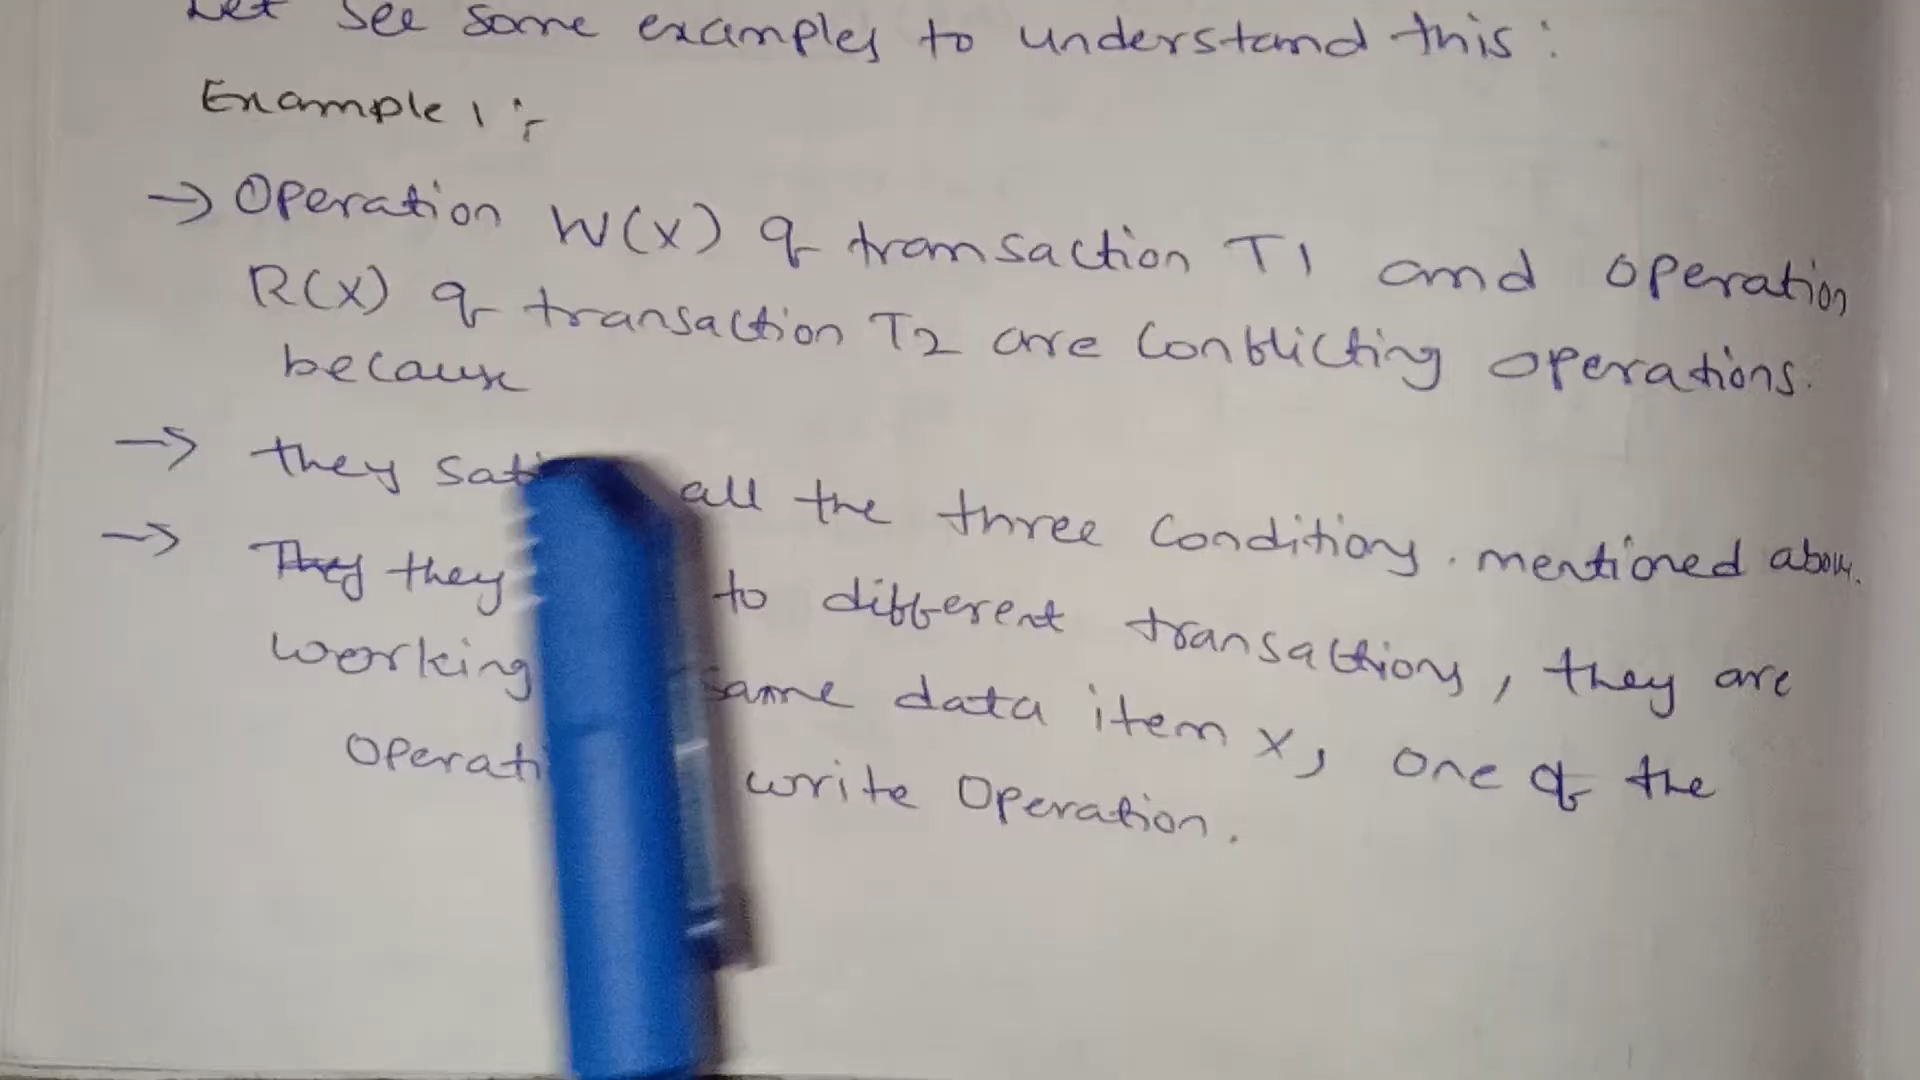 Let see some examples to understand this:
Example 1:-
→ Operation W(X) of transaction T1 and operation
R(X) of transaction T2 are conflicting operations.
because
→ they all the three conditions. mentioned above.
→ They they to different transactions, they are
working same data item X, one of the
write operation.